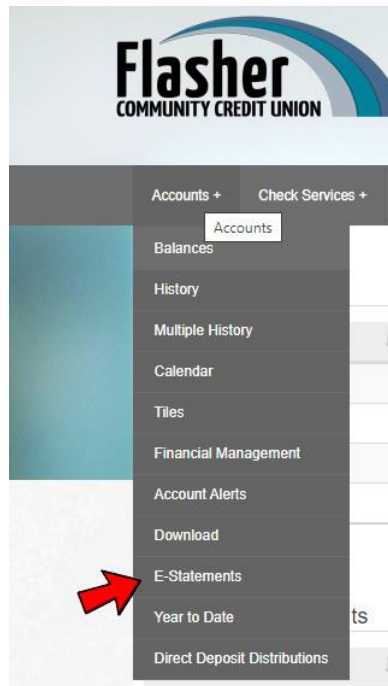 Flasher
COMMUNITY CREDIT UNION
Accounts + Check Services +
Accounts
Balances
History
Multiple History
Calendar
Tiles
Financial Management
Account Alerts
Download
E-Statements
Year to Date
ts
Direct Deposit Distributions